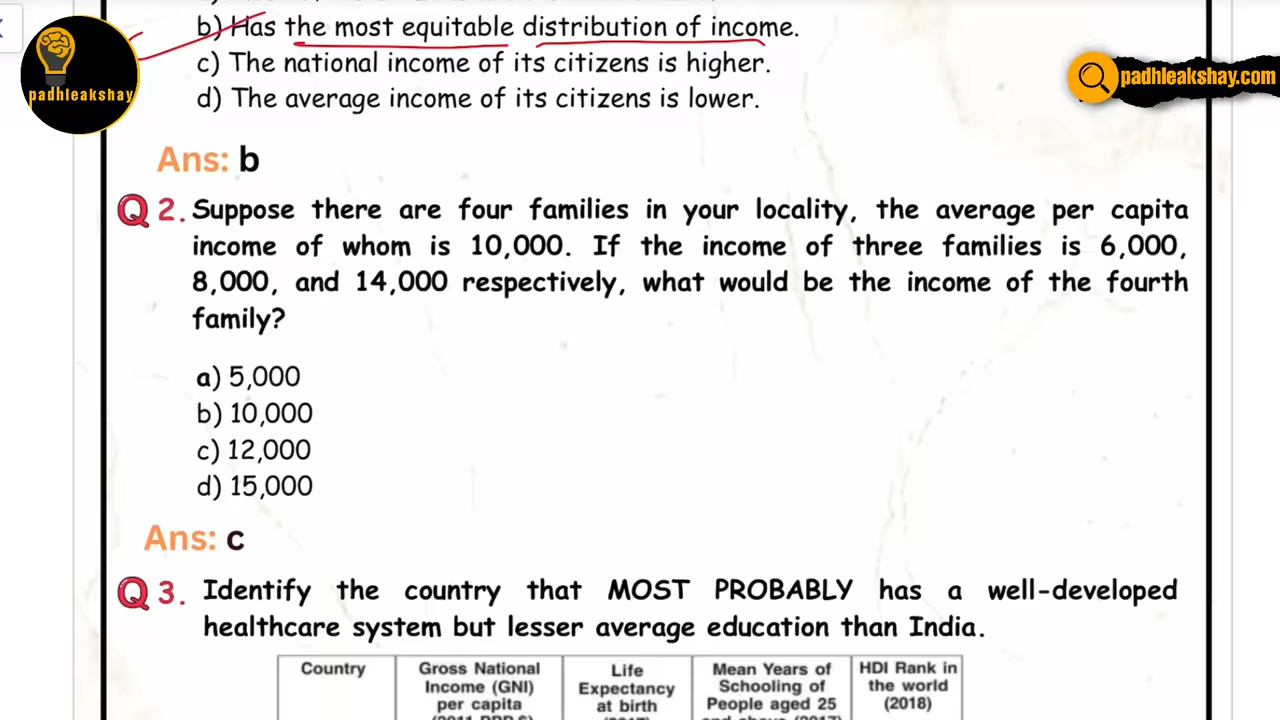 b) Has the most equitable distribution of income.
c) The national income of its citizens is higher.
d) The average income of its citizens is lower.
padhleakshay
padhleakshay.com
Ans: b
Q 2. Suppose there are four families in your locality, the average per capita
income of whom is 10,000. If the income of three families is 6,000,
8,000, and 14,000 respectively, what would be the income of the fourth
family?
a) 5,000
b) 10,000
c) 12,000
d) 15,000
Ans: c
Q 3. Identify the country that MOST PROBABLY has a well-developed
healthcare system but lesser average education than India.
Country
Gross National
Income (GNI)
per capita
Life
Expectancy
at birth
Mean Years of
Schooling of
People aged 25
HDI Rank in
the world
(2018)